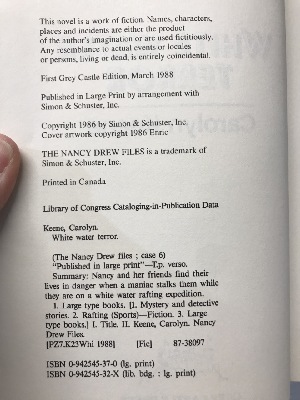 This novel is a work of fiction. Names, characters,
places and incidents are either the product
of the author's imagination or are used fictitiously.
Any resemblance to actual events or locales
or persons, living or dead, is entirely coincidental.
First Grey Castle Edition, March 1988
Published in Large Print by arrangement with
Simon & Schuster, Inc.
Copyright 1986 by Simon & Schuster, Inc.
Cover artwork copyright 1986 Enric
THE NANCY DREW FILES is a trademark of
Simon & Schuster, Inc.
Printed in Canada
Library of Congress Cataloging-in-Publication Data
Keene, Carolyn.
White water terror.
(The Nancy Drew files ; case 6)
"Published in large print"—T.p. verso.
Summary: Nancy and her friends find their
lives in danger when a maniac stalks them while
they are on a white water rafting expedition.
1. Large type books. [1. Mystery and detective
stories. 2. Rafting (Sports)—Fiction. 3. Large
type books.] I. Title. II. Keene, Carolyn. Nancy
Drew Files.
[PZ7.K23Whi 1988] [Fic] 87-38097
ISBN 0-942545-37-0 (lg. print)
ISBN 0-942545-32-X (lib. bdg. : lg. print)